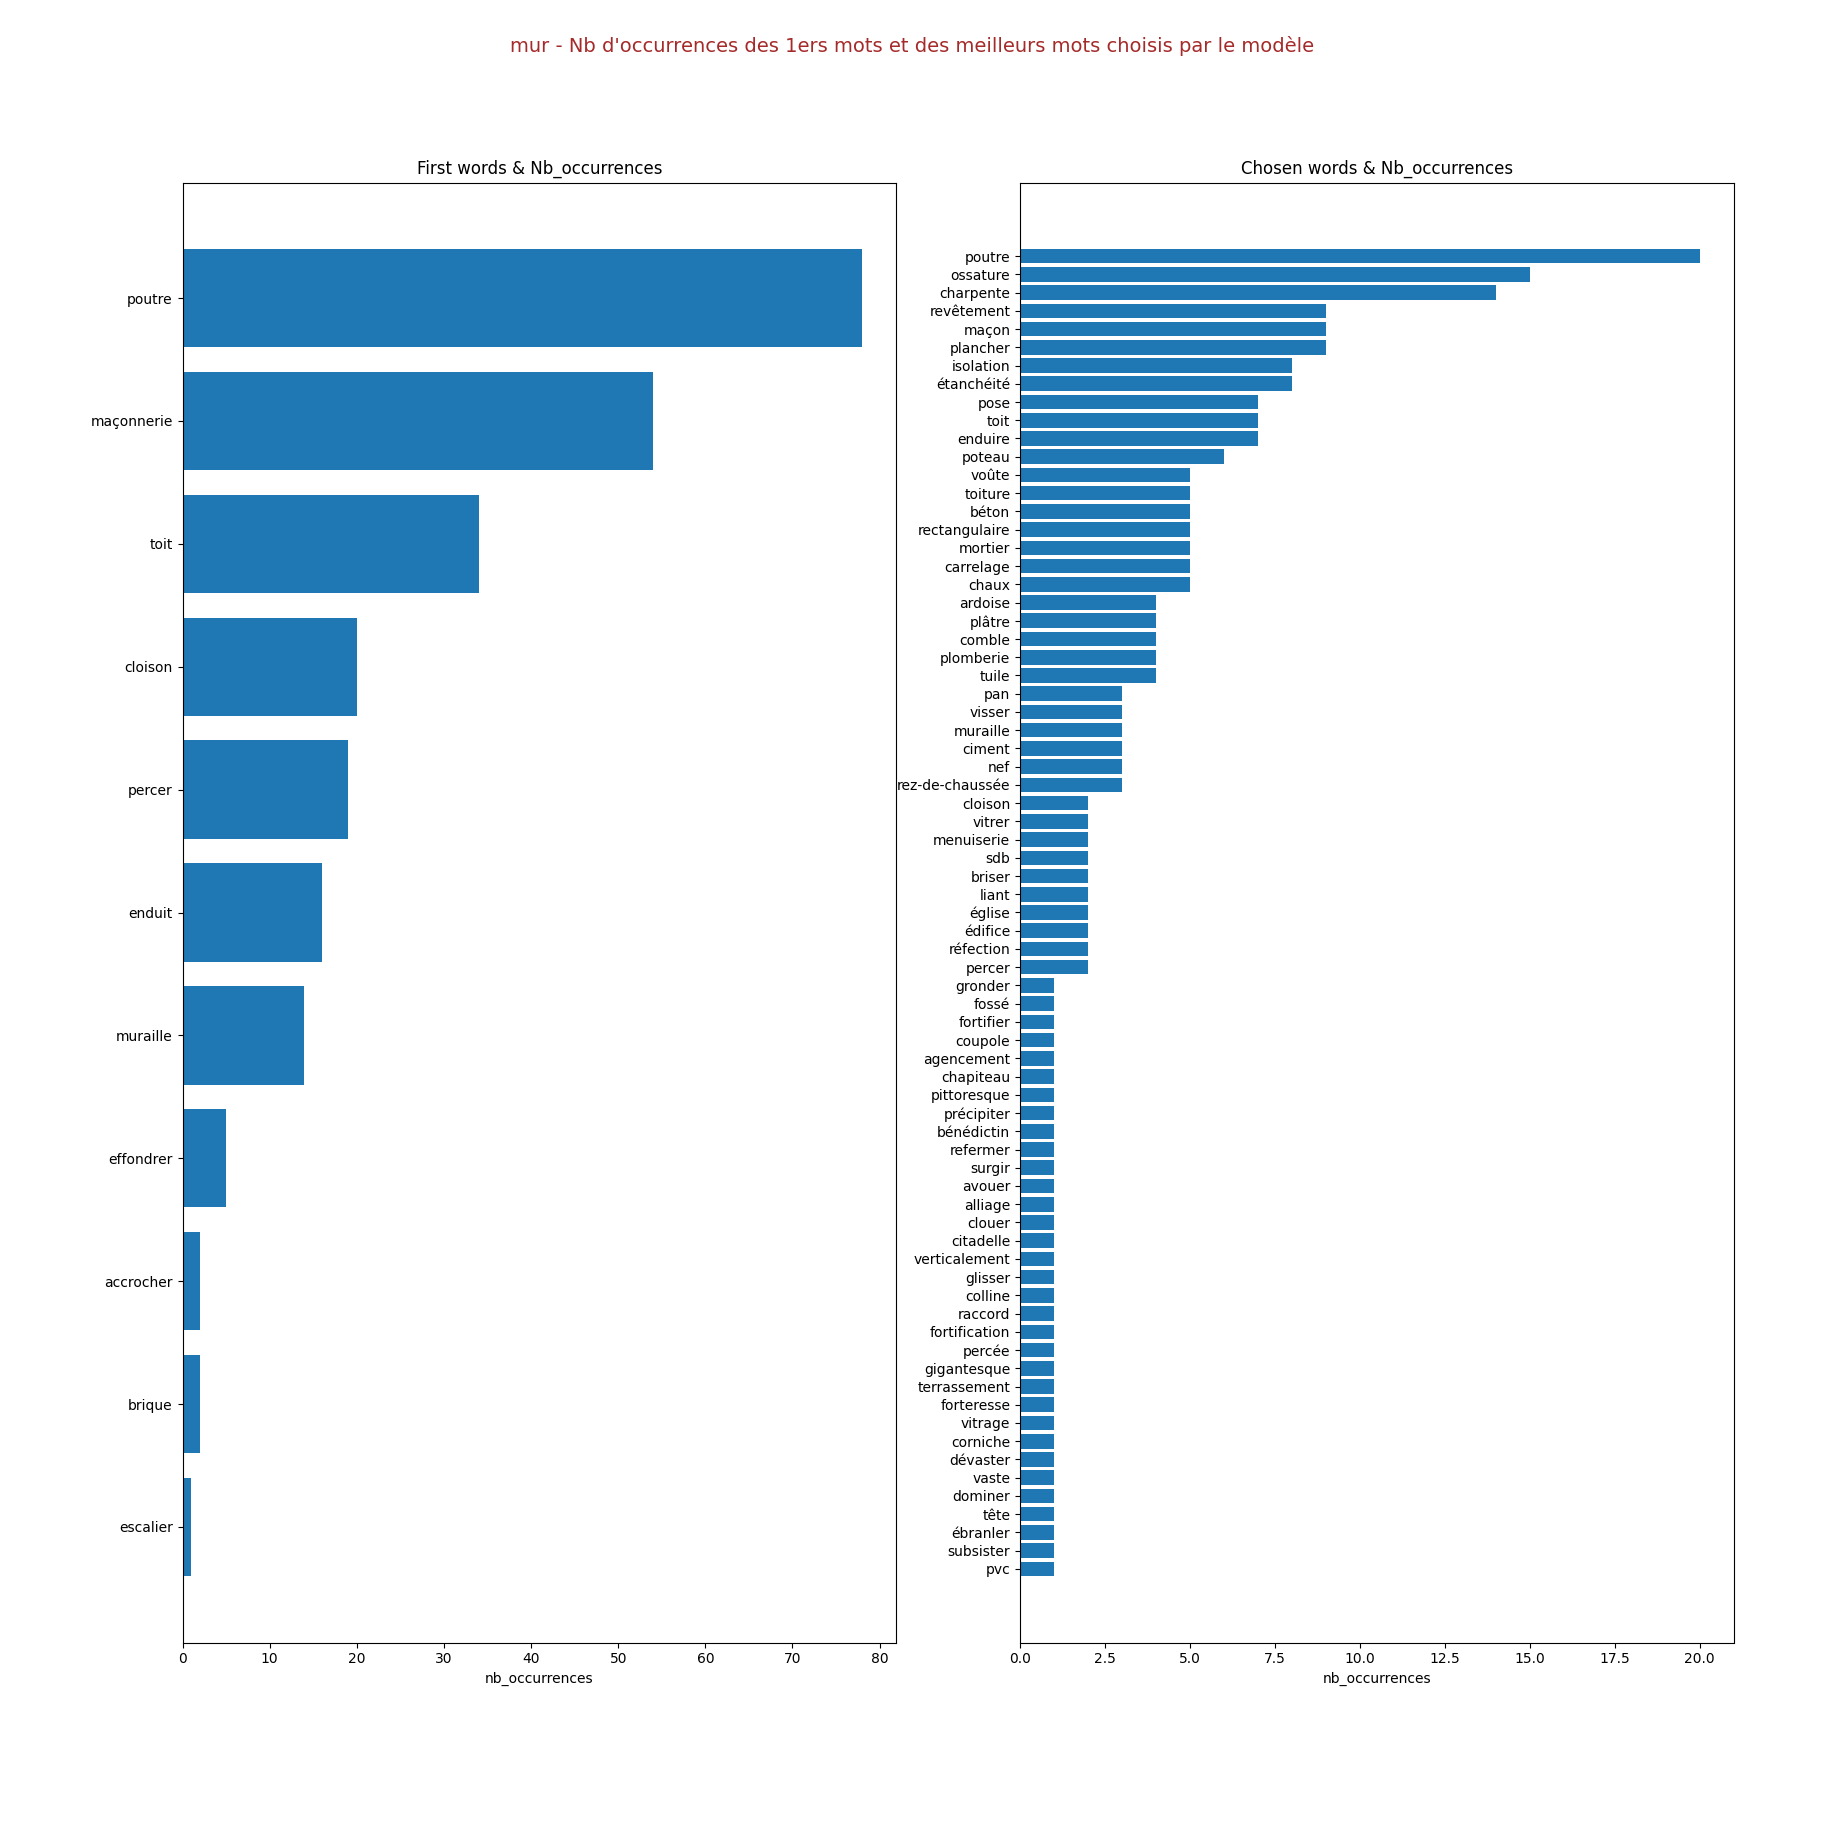 mur - Nb d'occurrences des 1ers mots et des meilleurs mots choisis par le modèle
First words & Nb_occurrences
poutre
maçonnerie
toit
cloison
percer
enduit
muraille
effondrer
accrocher
brique
escalier
0 10 20 30 40 50 60 70 80
nb_occurrences
Chosen words & Nb_occurrences
poutre
ossature
charpente
revêtement
maçon
plancher
isolation
étanchéité
pose
toit
enduire
poteau
voûte
toiture
béton
rectangulaire
mortier
carrelage
chaux
ardoise
plâtre
comble
plomberie
tuile
pan
visser
muraille
ciment
nef
rez-de-chaussée
cloison
vitrer
menuiserie
sdb
briser
liant
église
édifice
réfection
percer
gronder
fossé
fortifier
coupole
agencement
chapiteau
pittoresque
précipiter
bénédictin
refermer
surgir
avouer
alliage
clouer
citadelle
verticalement
glisser
colline
raccord
fortification
percée
gigantesque
terrassement
forteresse
vitrage
corniche
dévaster
vaste
dominer
tête
ébranler
subsister
pvc
0.0 2.5 5.0 7.5 10.0 12.5 15.0 17.5 20.0
nb_occurrences